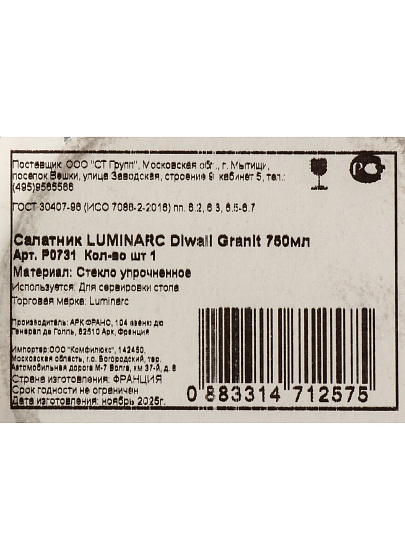 Поставщик: ООО "СТ Групп", Московская обл., г. Мытищи,
поселок Вешки, улица Заводская, строение 9, кабинет 5, тел.:
(495)9565566
ГОСТ 30407-96 (ИСО 7086-2-2016) пп. 6.2, 6.3, 6.5-6.7
РС
Салатник LUMINARC Diwali Granit 750мл
Арт. P0731 Кол-во шт 1
Материал: Стекло упрочненное
Используется: Для сервировки стола
Торговая марка: Luminarc
Производитель: АРК ФРАНС, 104 авеню дю
Генерал де Голль, 62510 Арк, Франция
Импортер:ООО "Комфилюкс", 142450,
Московская область, г.о. Богородский, тер.
Автомобильная дорога М-7 Волга, км 37-й, д. 6
Страна изготовления: ФРАНЦИЯ
Срок годности не ограничен
Дата изготовления: ноябрь 2025г.
0 883314 712575